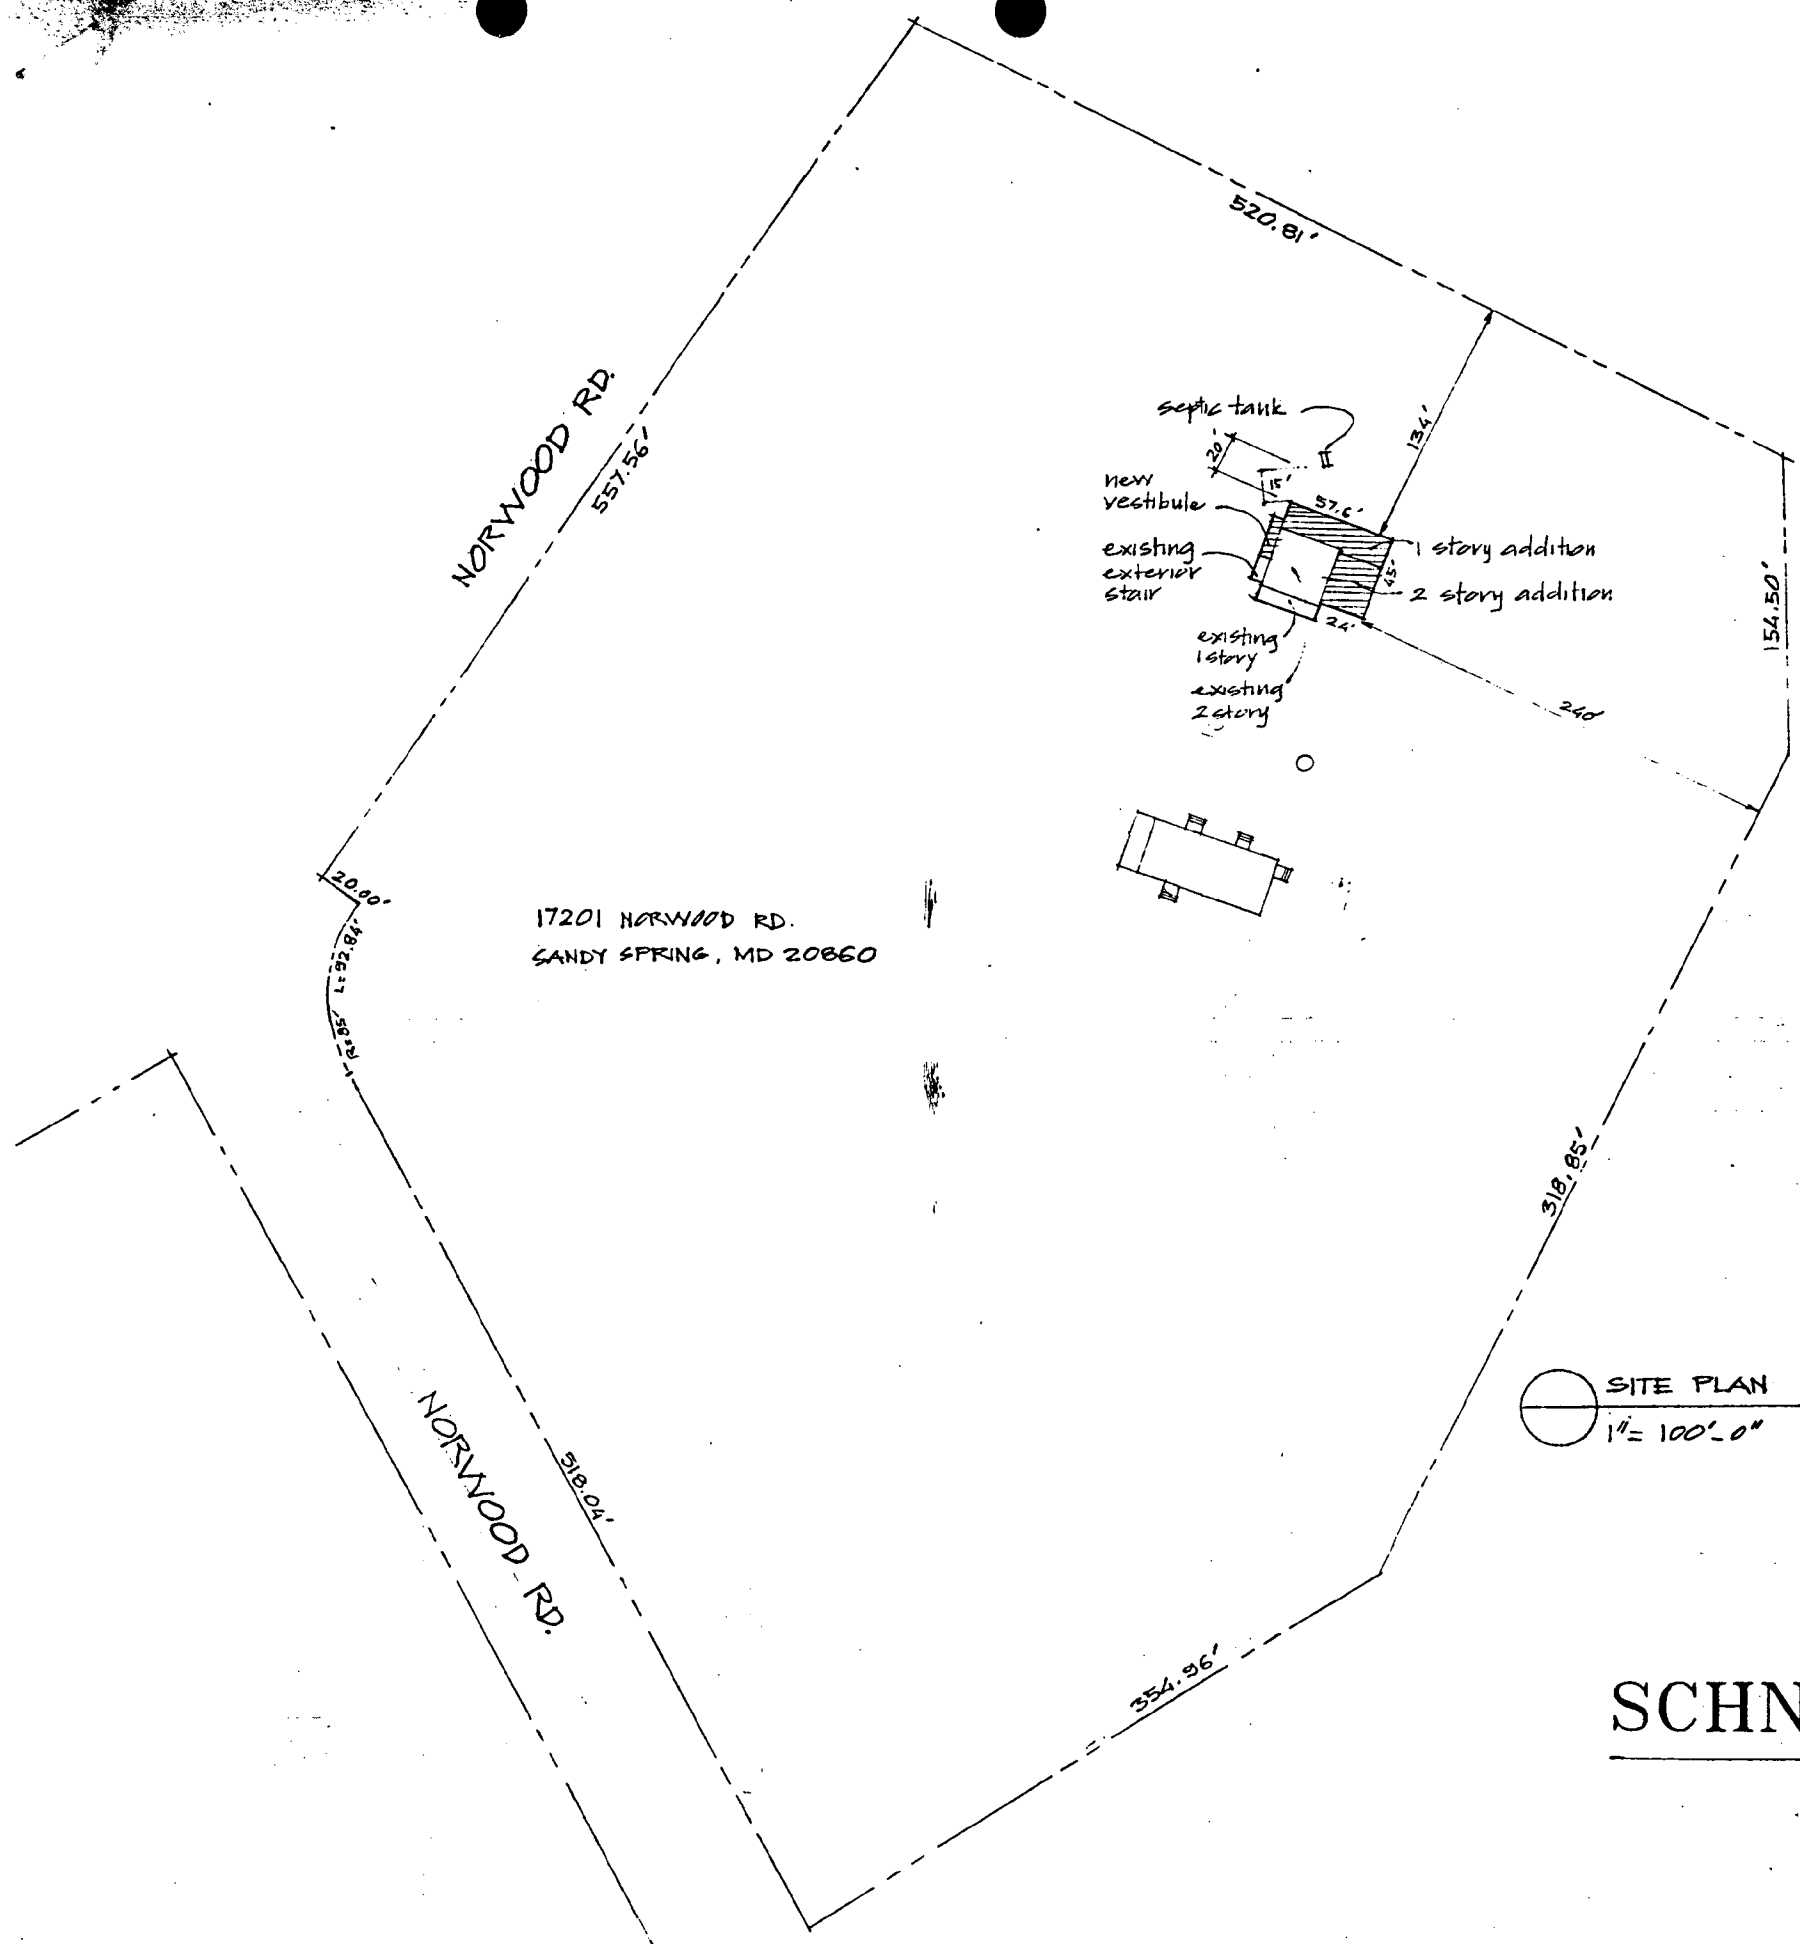 520.81'
NORWOOD RD.
557.56'
septic tank
134'
20'
15'
new
vestibule
57.6'
existing
exterior
stair
1 story addition
45'
2 story addition
24'
154.50'
existing
1 story
existing
2 story
240'
20.00'
L=92.84'
R=85'
17201 NORWOOD RD.
SANDY SPRING, MD 20860
318.85'
SITE PLAN
1"= 100'-0"
NORWOOD RD.
518.04'
354.96'
SCHN